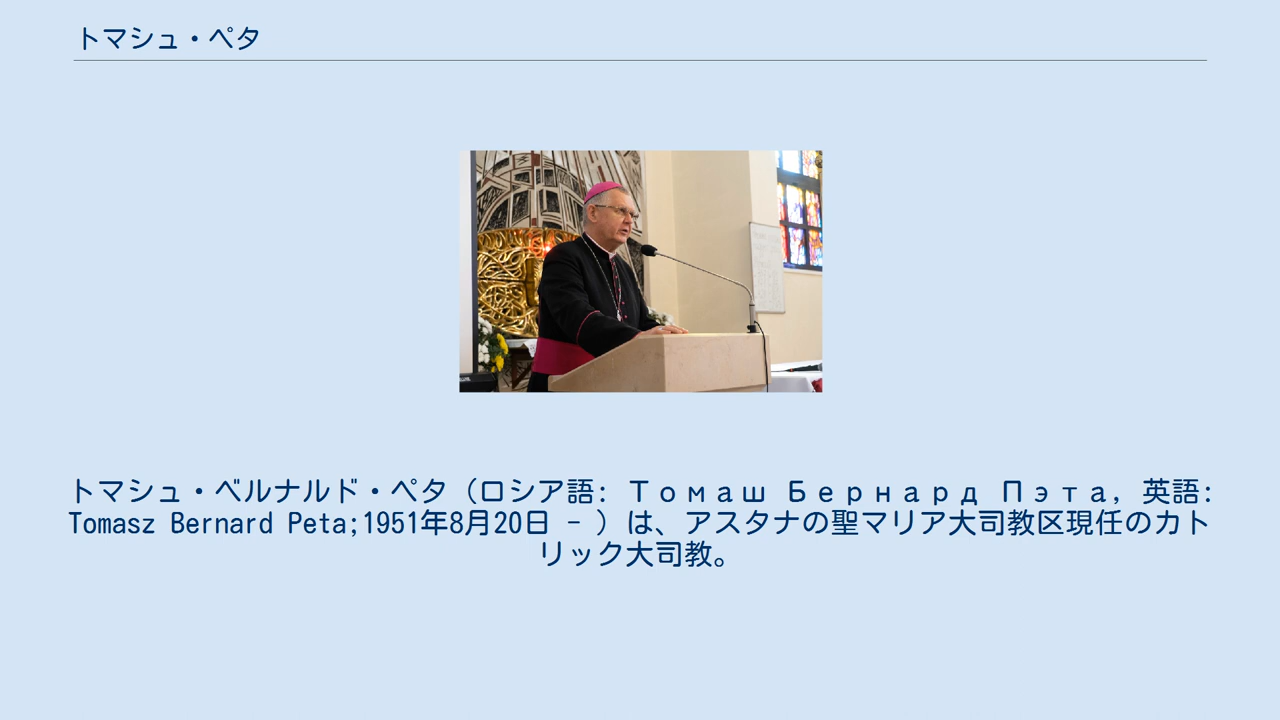 トマシュ・ペタ
トマシュ・ベルナルド・ペタ（ロシア語: Томаш Бернард Пэта, 英語:
Tomasz Bernard Peta;1951年8月20日 - ）は、アスタナの聖マリア大司教区現任のカト
リック大司教。